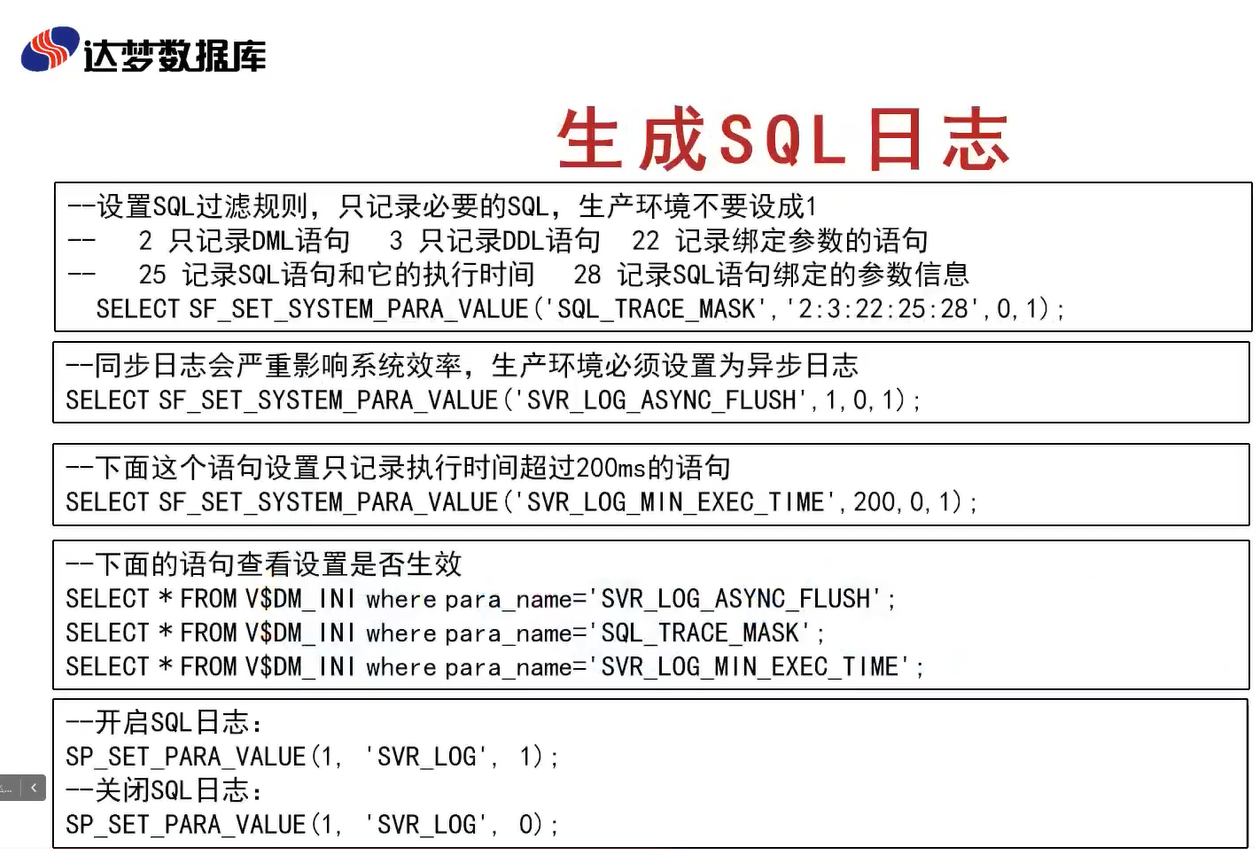 达梦数据库
生成SQL日志
--设置SQL过滤规则，只记录必要的SQL，生产环境不要设成1
-- 2 只记录DML语句 3 只记录DDL语句 22 记录绑定参数的语句
-- 25 记录SQL语句和它的执行时间 28 记录SQL语句绑定的参数信息
SELECT SF_SET_SYSTEM_PARA_VALUE('SQL_TRACE_MASK','2:3:22:25:28',0,1);
--同步日志会严重影响系统效率，生产环境必须设置为异步日志
SELECT SF_SET_SYSTEM_PARA_VALUE('SVR_LOG_ASYNC_FLUSH',1,0,1);
--下面这个语句设置只记录执行时间超过200ms的语句
SELECT SF_SET_SYSTEM_PARA_VALUE('SVR_LOG_MIN_EXEC_TIME',200,0,1);
--下面的语句查看设置是否生效
SELECT * FROM V$DM_INI where para_name='SVR_LOG_ASYNC_FLUSH';
SELECT * FROM V$DM_INI where para_name='SQL_TRACE_MASK';
SELECT * FROM V$DM_INI where para_name='SVR_LOG_MIN_EXEC_TIME';
--开启SQL日志：
SP_SET_PARA_VALUE(1, 'SVR_LOG', 1);
--关闭SQL日志：
SP_SET_PARA_VALUE(1, 'SVR_LOG', 0);